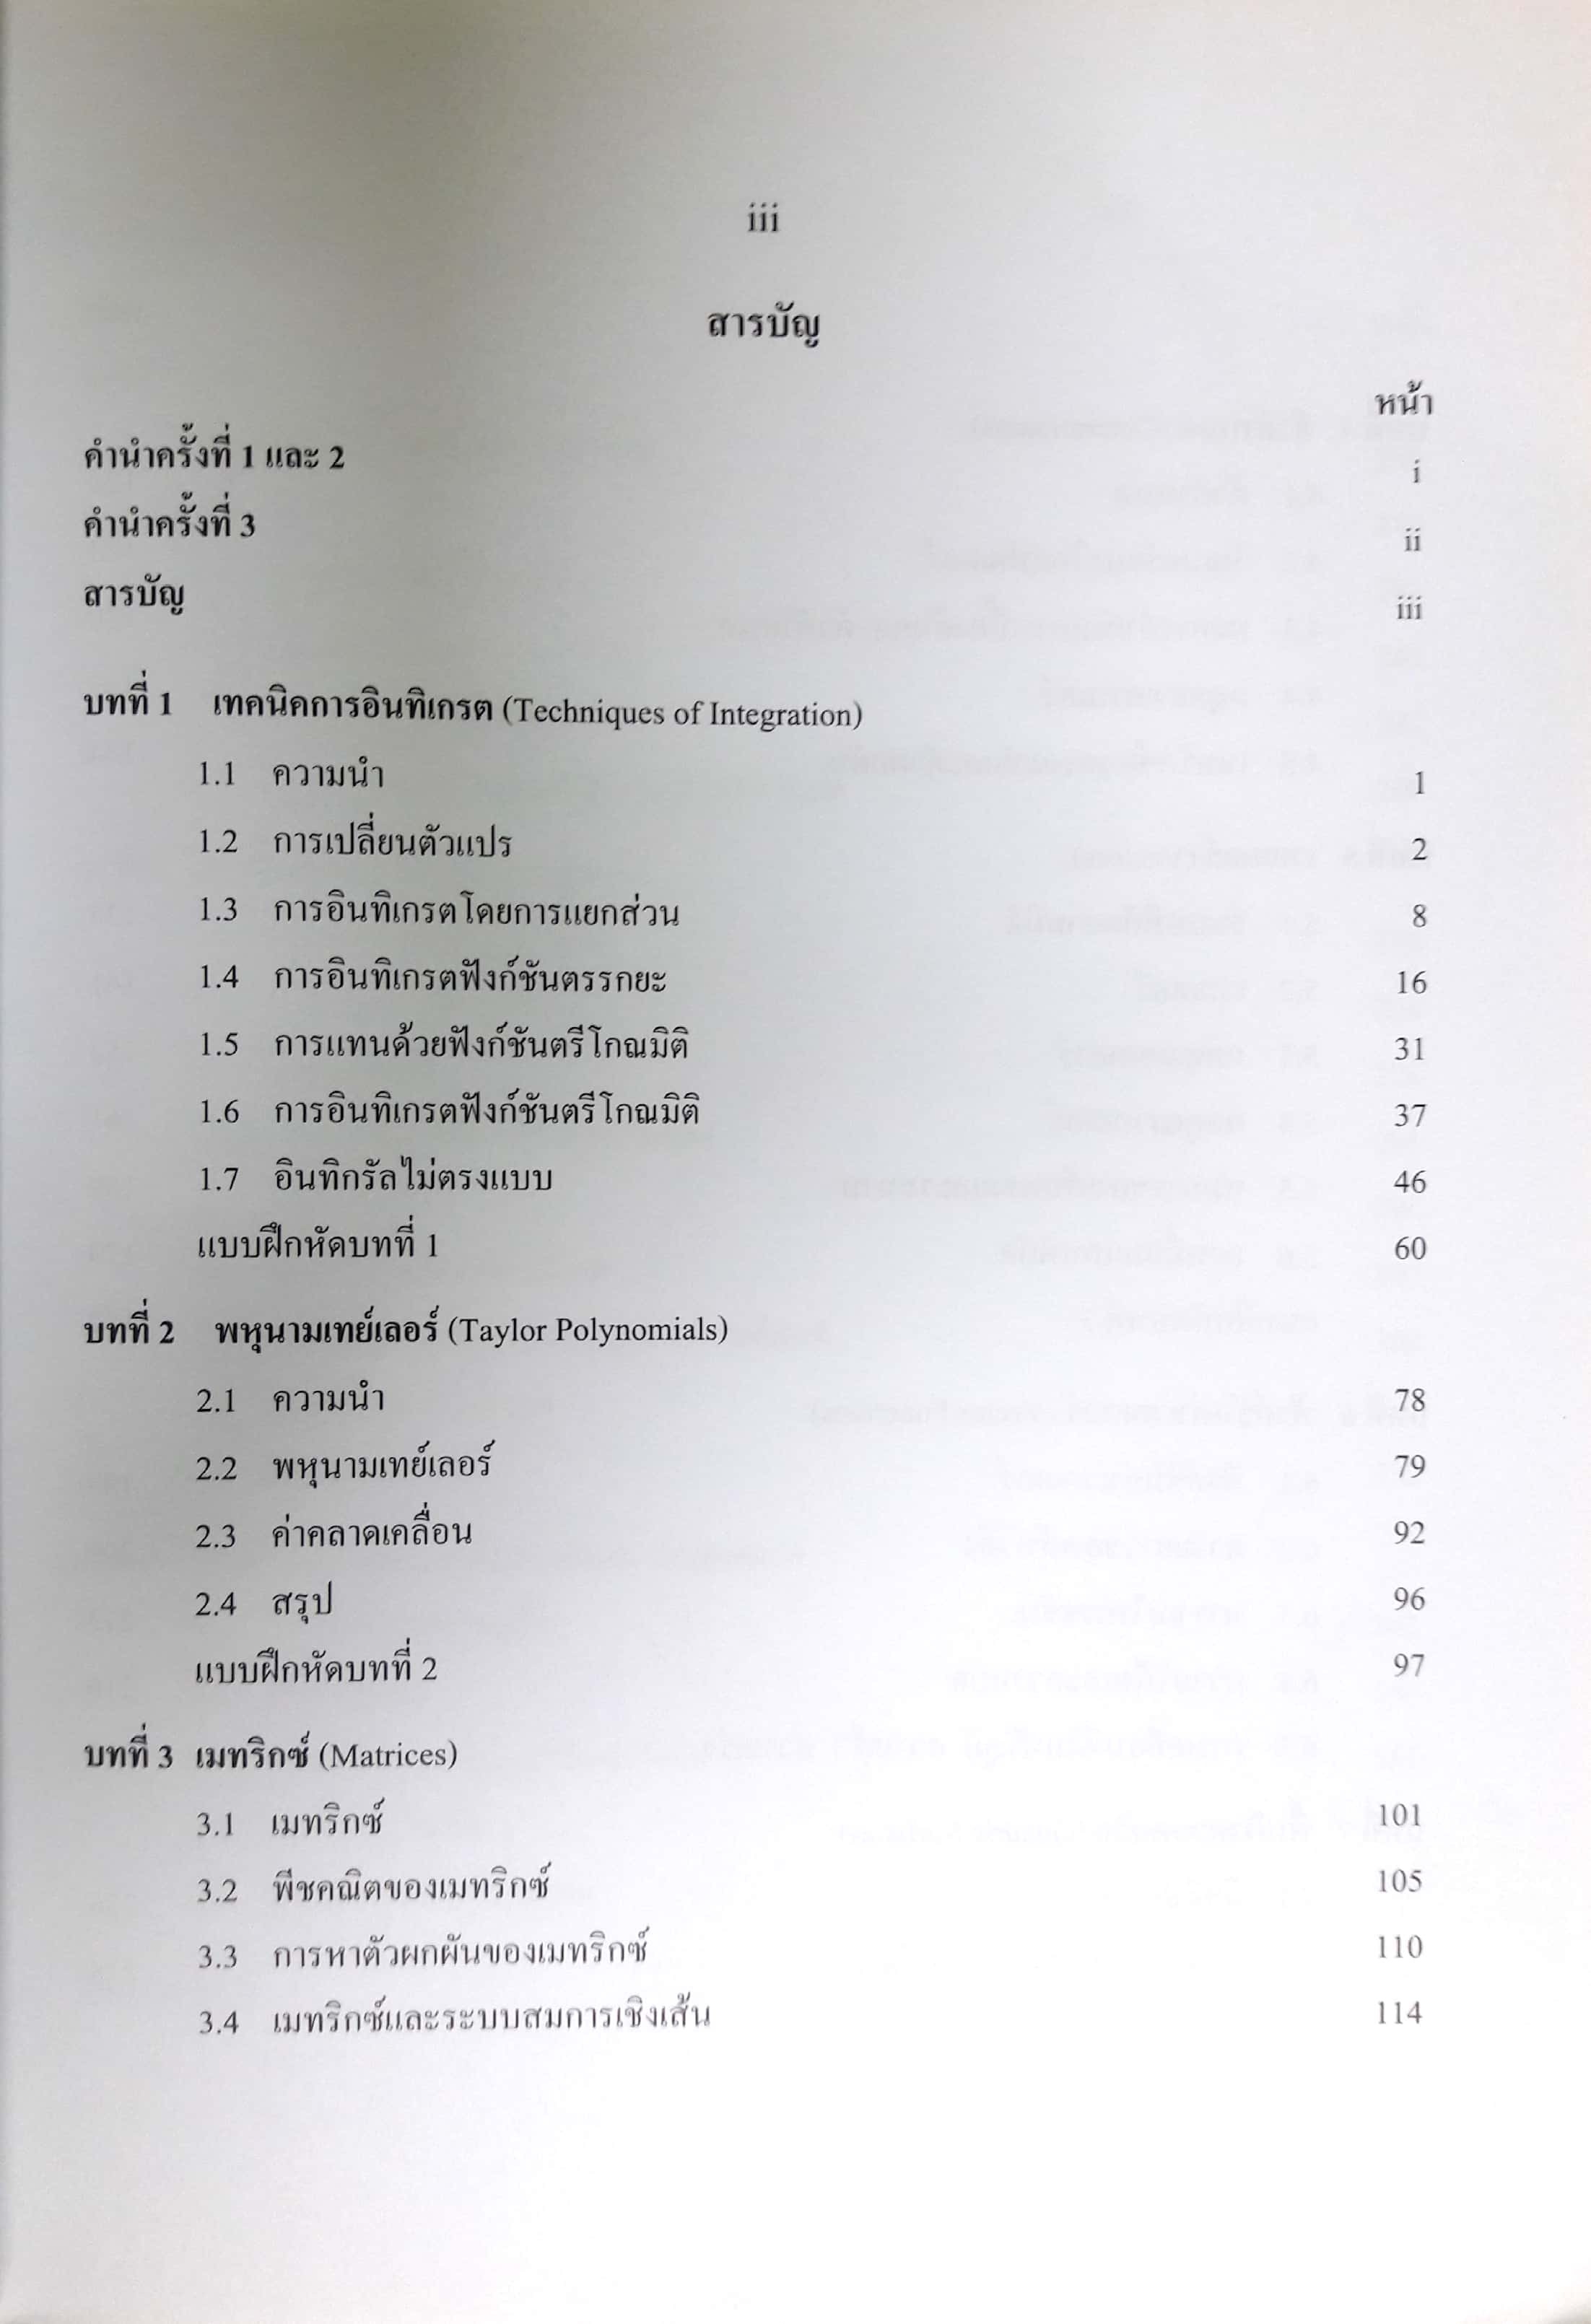 iii
สารบัญ
หน้า
คำนำครั้งที่ 1 และ 2 i
คำนำครั้งที่ 3 ii
สารบัญ iii
บทที่ 1 เทคนิคการอินทิเกรต (Techniques of Integration)
1.1 ความนำ 1
1.2 การเปลี่ยนตัวแปร 2
1.3 การอินทิเกรตโดยการแยกส่วน 8
1.4 การอินทิเกรตฟังก์ชันตรรกยะ 16
1.5 การแทนด้วยฟังก์ชันตรีโกณมิติ 31
1.6 การอินทิเกรตฟังก์ชันตรีโกณมิติ 37
1.7 อินทิกรัลไม่ตรงแบบ 46
แบบฝึกหัดบทที่ 1 60
บทที่ 2 พหุนามเทย์เลอร์ (Taylor Polynomials)
2.1 ความนำ 78
2.2 พหุนามเทย์เลอร์ 79
2.3 ค่าคลาดเคลื่อน 92
2.4 สรุป 96
แบบฝึกหัดบทที่ 2 97
บทที่ 3 เมทริกซ์ (Matrices)
3.1 เมทริกซ์ 101
3.2 พีชคณิตของเมทริกซ์ 105
3.3 การหาตัวผกผันของเมทริกซ์ 110
3.4 เมทริกซ์และระบบสมการเชิงเส้น 114